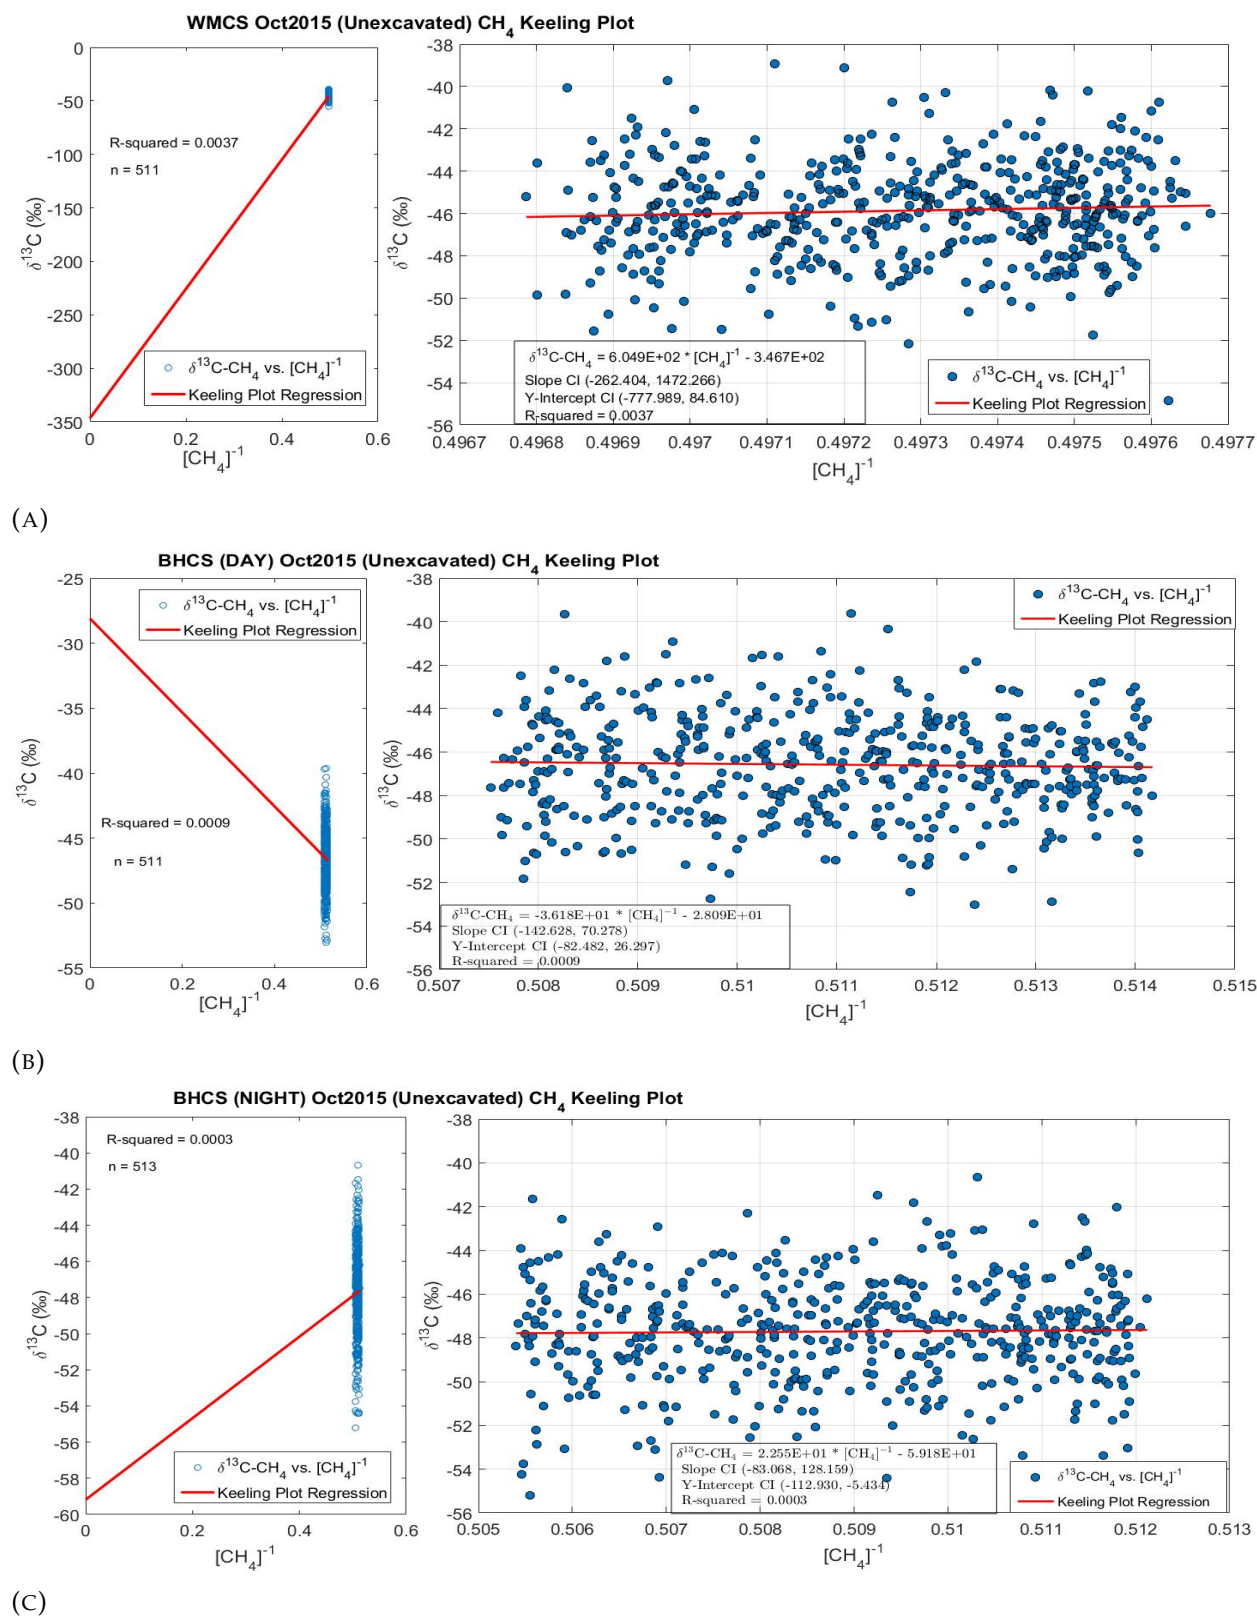 WMCS Oct2015 (Unexcavated) CH4 Keeling Plot
0
-50
-100
-150
-200
-250
-300
-350
δ13C (‰)
R-squared = 0.0037
n = 511
δ13C-CH4 vs. [CH4]-1
Keeling Plot Regression
0 0.2 0.4 0.6
[CH4]-1
-38
-40
-42
-44
-46
-48
-50
-52
-54
-56
δ13C (‰)
δ13C-CH4 = 6.049E+02 * [CH4]-1 - 3.467E+02
Slope CI (-262.404, 1472.266)
Y-Intercept CI (-777.989, 84.610)
R-squared = 0.0037
δ13C-CH4 vs. [CH4]-1
Keeling Plot Regression
0.4967 0.4968 0.4969 0.497 0.4971 0.4972 0.4973 0.4974 0.4975 0.4976 0.4977
[CH4]-1
(A)
BHCS (DAY) Oct2015 (Unexcavated) CH4 Keeling Plot
-25
-30
-35
-40
-45
-50
-55
δ13C (‰)
δ13C-CH4 vs. [CH4]-1
Keeling Plot Regression
R-squared = 0.0009
n = 511
0 0.2 0.4 0.6
[CH4]-1
-38
-40
-42
-44
-46
-48
-50
-52
-54
-56
δ13C (‰)
δ13C-CH4 vs. [CH4]-1
Keeling Plot Regression
δ13C-CH4 = -3.618E+01 * [CH4]-1 - 2.809E+01
Slope CI (-142.628, 70.278)
Y-Intercept CI (-82.482, 26.297)
R-squared = 0.0009
0.507 0.508 0.509 0.51 0.511 0.512 0.513 0.514 0.515
[CH4]-1
(B)
BHCS (NIGHT) Oct2015 (Unexcavated) CH4 Keeling Plot
-38
-40
-42
-44
-46
-48
-50
-52
-54
-56
-58
-60
δ13C (‰)
R-squared = 0.0003
n = 513
δ13C-CH4 vs. [CH4]-1
Keeling Plot Regression
0 0.2 0.4 0.6
[CH4]-1
-38
-40
-42
-44
-46
-48
-50
-52
-54
-56
δ13C (‰)
δ13C-CH4 = 2.255E+01 * [CH4]-1 - 5.918E+01
Slope CI (-83.068, 128.159)
Y-Intercept CI (-112.930, -5.434)
R-squared = 0.0003
δ13C-CH4 vs. [CH4]-1
Keeling Plot Regression
0.505 0.506 0.507 0.508 0.509 0.51 0.511 0.512 0.513
[CH4]-1
(C)